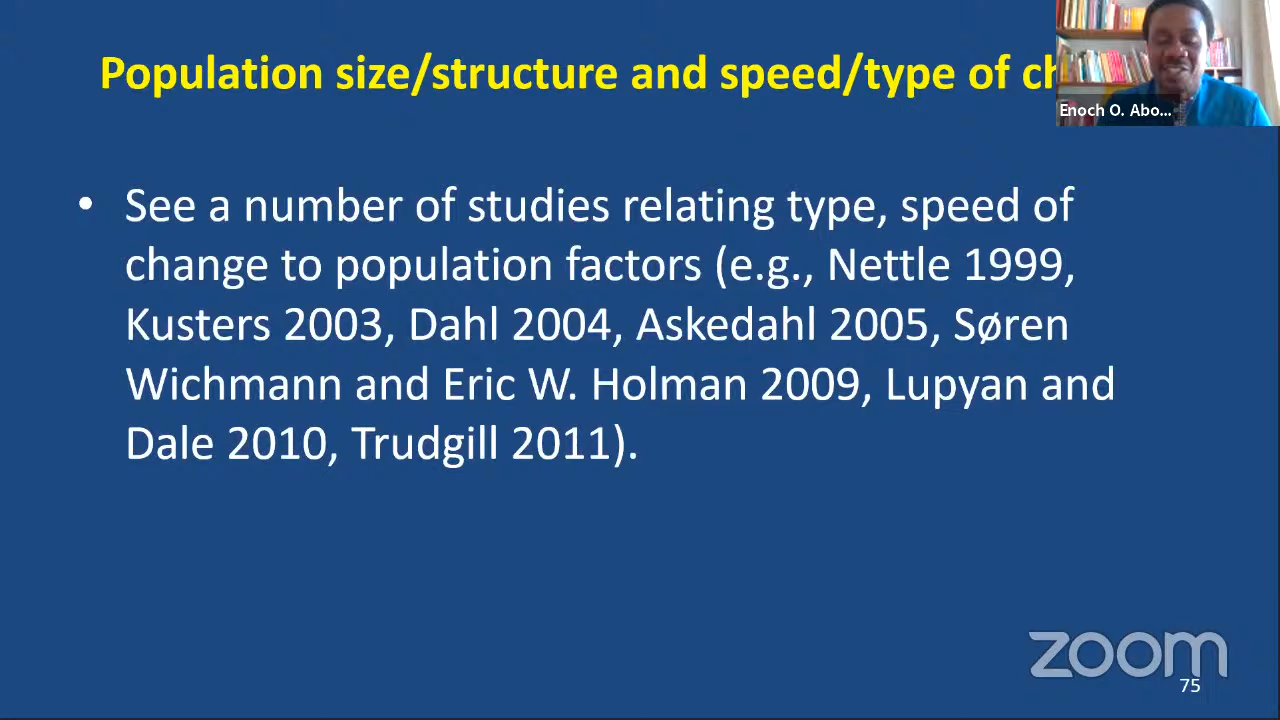 Population size/structure and speed/type of ch
Enoch O. Abo...
• See a number of studies relating type, speed of
change to population factors (e.g., Nettle 1999,
Kusters 2003, Dahl 2004, Askedahl 2005, Søren
Wichmann and Eric W. Holman 2009, Lupyan and
Dale 2010, Trudgill 2011).
zoom
75